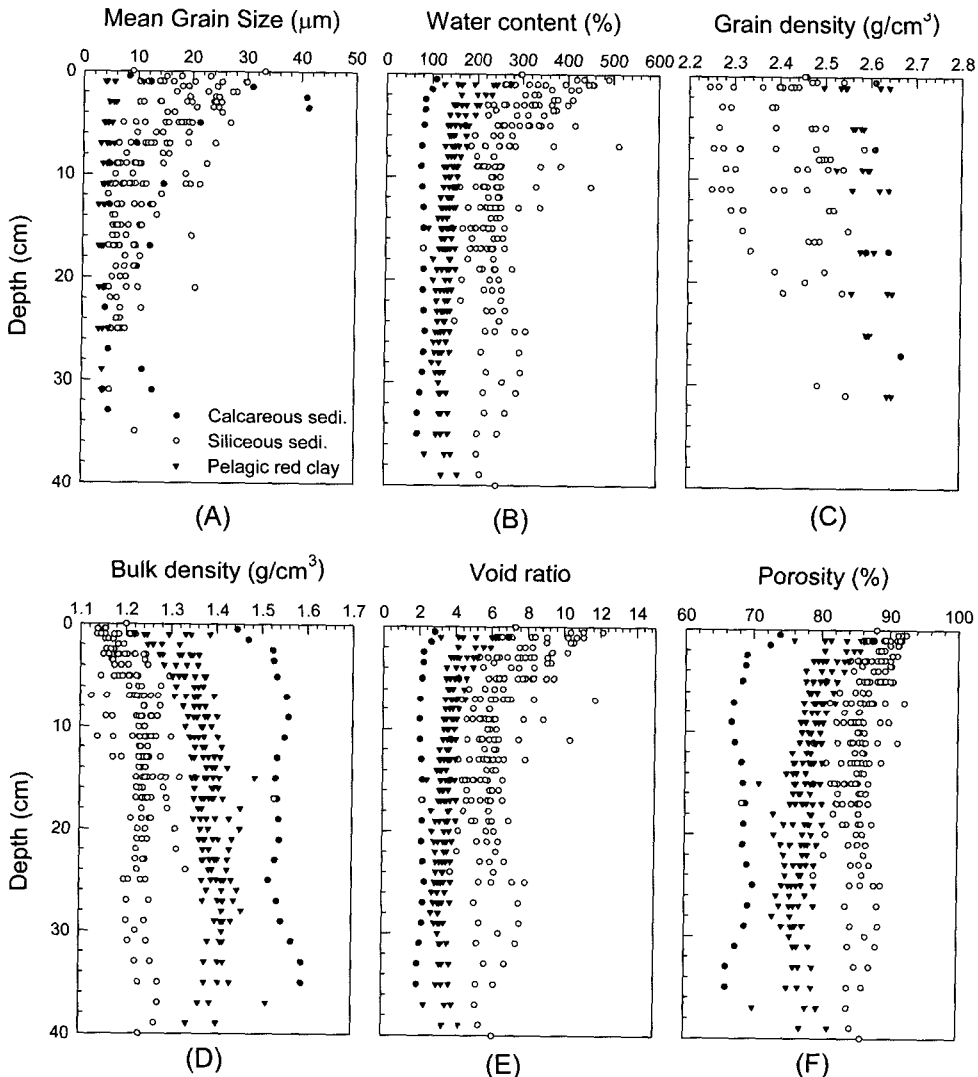 Mean Grain Size (μm)
Water content (%)
Grain density (g/cm³)
0 10 20 30 40 50
0 100 200 300 400 500 600
2.2 2.3 2.4 2.5 2.6 2.7 2.8
0
10
20
30
40
Depth (cm)
Calcareous sedi.
Siliceous sedi.
Pelagic red clay
(A)
(B)
(C)
Bulk density (g/cm³)
Void ratio
Porosity (%)
1.1 1.2 1.3 1.4 1.5 1.6 1.7
0 2 4 6 8 10 12 15
60 70 80 90 100
0
10
20
30
40
Depth (cm)
(D)
(E)
(F)